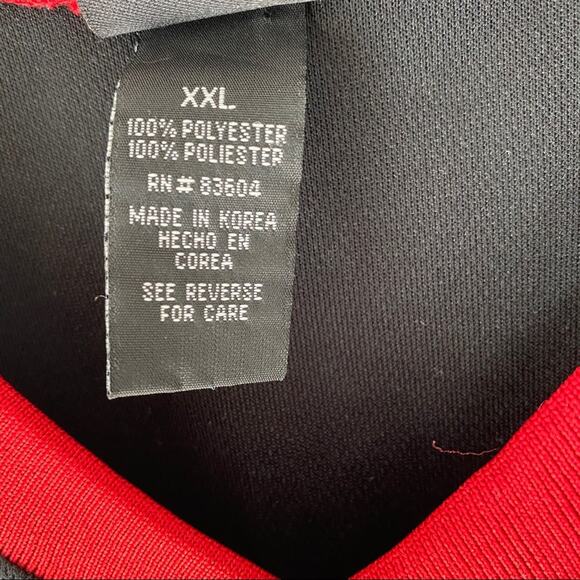 XXL
100% POLYESTER
100% POLIESTER
RN# 83604
MADE IN KOREA
HECHO EN
COREA
SEE REVERSE
FOR CARE